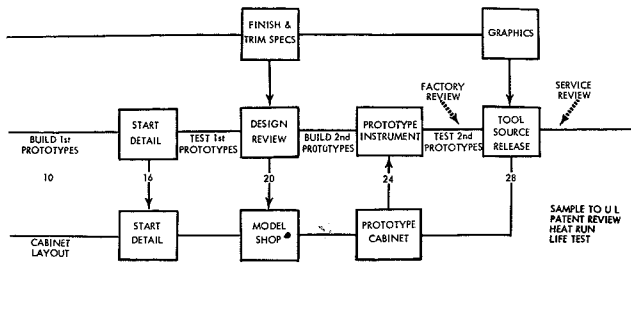 FINISH &
TRIM SPECS
GRAPHICS
FACTORY
REVIEW
SERVICE
REVIEW
BUILD 1st
PROTOTYPES
START
DETAIL
TEST 1st
PROTOTYPES
DESIGN
REVIEW
BUILD 2nd
PROTOTYPES
PROTOTYPE
INSTRUMENT
TEST 2nd
PROTOTYPES
TOOL
SOURCE
RELEASE
10
16
20
24
28
CABINET
LAYOUT
START
DETAIL
MODEL
SHOP
PROTOTYPE
CABINET
SAMPLE TO U L
PATENT REVIEW
HEAT RUN
LIFE TEST